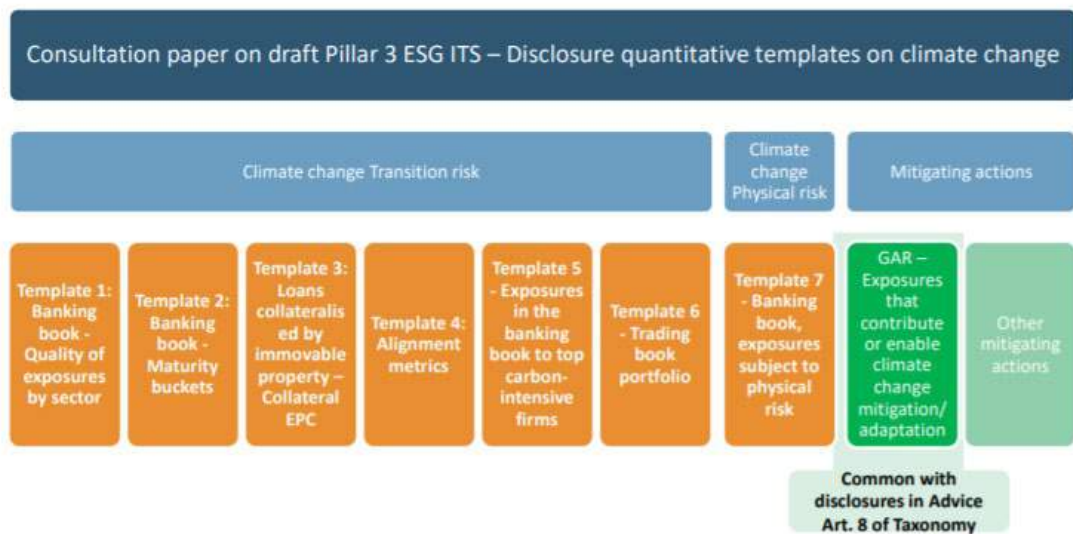 Consultation paper on draft Pillar 3 ESG ITS – Disclosure quantitative templates on climate change
Climate change Transition risk
Climate
change
Physical risk
Mitigating actions
Template 1:
Banking
book -
Quality of
exposures
by sector
Template 2:
Banking
book -
Maturity
buckets
Template 3:
Loans
collateralis
ed by
immovable
property –
Collateral
EPC
Template 4:
Alignment
metrics
Template 5
- Exposures
in the
banking
book to top
carbon-
intensive
firms
Template 6
- Trading
book
portfolio
Template 7
- Banking
book,
exposures
subject to
physical
risk
GAR –
Exposures
that
contribute
or enable
climate
change
mitigation/
adaptation
Other
mitigating
actions
Common with
disclosures in Advice
Art. 8 of Taxonomy